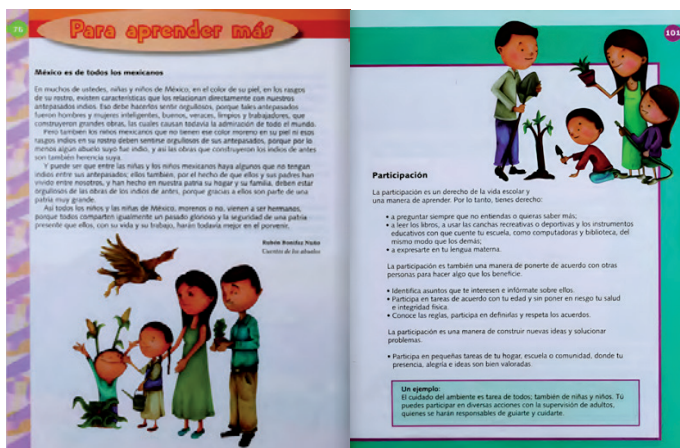 76
Para aprender más
México es de todos los mexicanos
En muchos de ustedes, niñas y niños de México, en el color de su piel, en los rasgos
de su rostro, existen características que los relacionan directamente con nuestros
antepasados indios. Eso debe hacerlos sentir orgullosos, porque tales antepasados
fueron hombres y mujeres inteligentes, buenos, veraces, limpios y trabajadores, que
construyeron grandes obras, las cuales causan todavía la admiración de todo el mundo.
Pero también los niños mexicanos que no tienen ese color moreno en su piel ni esos
rasgos indios en su rostro deben sentirse orgullosos de sus antepasados, porque por lo
menos algún abuelo suyo fue indio, y así las obras que construyeron los indios de antes
son también herencia suya.
Y puede ser que entre las niñas y los niños mexicanos haya algunos que no tengan
indios entre sus antepasados; ellos también, por el hecho de que ellos y sus padres han
vivido entre nosotros, y han hecho en nuestra patria su hogar y su familia, deben estar
orgullosos de las obras de los indios de antes, porque gracias a ellos son parte de una
patria muy grande.
Así todos los niños y las niñas de México, morenos o no, vienen a ser hermanos,
porque todos comparten igualmente un pasado glorioso y la seguridad de una patria
presente que ellos, con su vida y su trabajo, harán todavía mejor en el porvenir.
Rubén Bonifaz Nuño
Cuentos de los abuelos
101
Participación
La participación es un derecho de la vida escolar y
una manera de aprender. Por lo tanto, tienes derecho:
• a preguntar siempre que no entiendas o quieras saber más;
• a leer los libros, a usar las canchas recreativas o deportivas y los instrumentos
educativos con que cuente tu escuela, como computadoras y biblioteca, del
mismo modo que los demás;
• a expresarte en tu lengua materna.
La participación es también una manera de ponerte de acuerdo con otras
personas para hacer algo que los beneficie.
• Identifica asuntos que te interesen e infórmate sobre ellos.
• Participa en tareas de acuerdo con tu edad y sin poner en riesgo tu salud
e integridad física.
• Conoce las reglas, participa en definirlas y respeta los acuerdos.
La participación es una manera de construir nuevas ideas y solucionar
problemas.
• Participa en pequeñas tareas de tu hogar, escuela o comunidad, donde tu
presencia, alegría e ideas son bien valoradas.
Un ejemplo:
El cuidado del ambiente es tarea de todos; también de niñas y niños. Tú
puedes participar en diversas acciones con la supervisión de adultos,
quienes se harán responsables de guiarte y cuidarte.